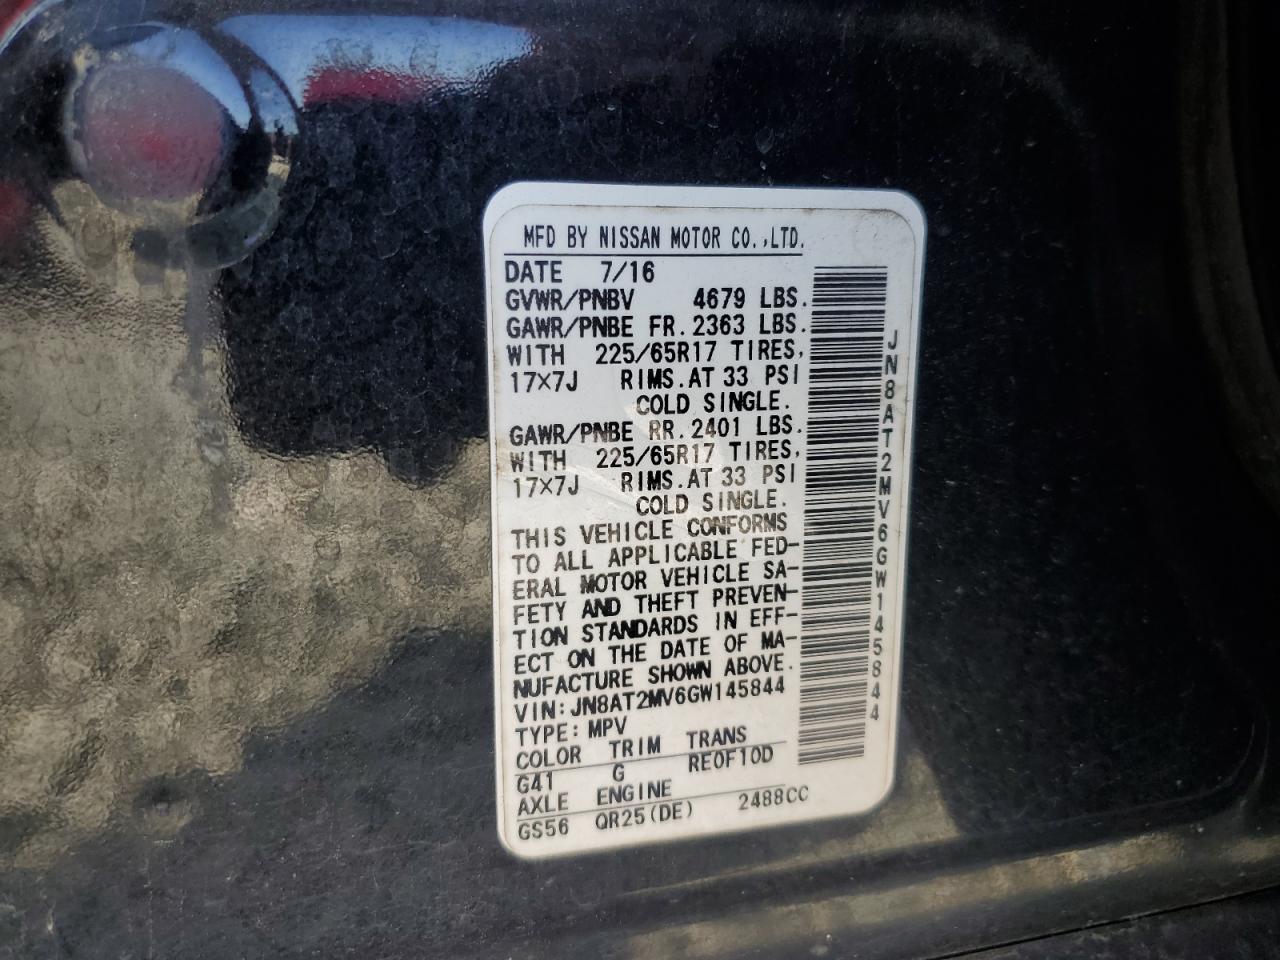 MFD BY NISSAN MOTOR CO.,LTD.
DATE 7/16
GVWR/PNBV 4679 LBS.
GAWR/PNBE FR. 2363 LBS.
WITH 225/65R17 TIRES,
17×7J RIMS. AT 33 PSI
COLD SINGLE.
GAWR/PNBE RR. 2401 LBS.
WITH 225/65R17 TIRES,
17×7J RIMS. AT 33 PSI
COLD SINGLE.
THIS VEHICLE CONFORMS
TO ALL APPLICABLE FED-
ERAL MOTOR VEHICLE SA-
FETY AND THEFT PREVEN-
TION STANDARDS IN EFF-
ECT ON THE DATE OF MA-
NUFACTURE SHOWN ABOVE.
VIN: JN8AT2MV6GW145844
TYPE: MPV
COLOR TRIM TRANS
G41 G RE0F10D
AXLE ENGINE
GS56 QR25(DE) 2488CC
JN8AT2MV6GW145844